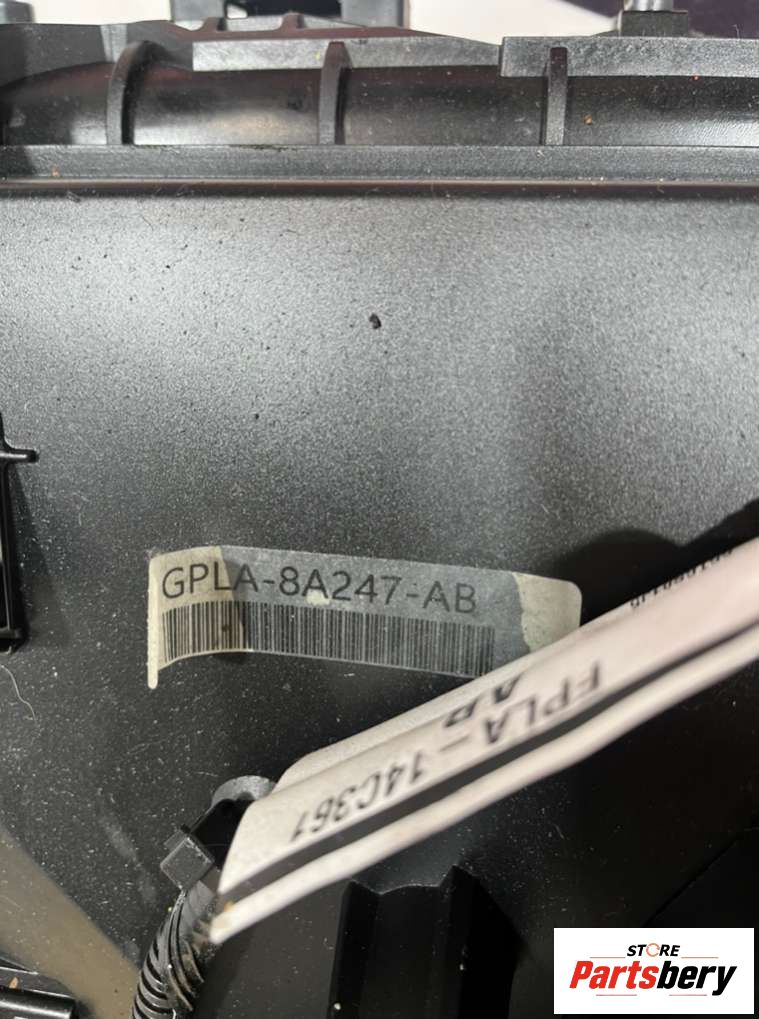 GPLA-8A247-AB
FPLA-14C361
AB
STORE
Partsbery